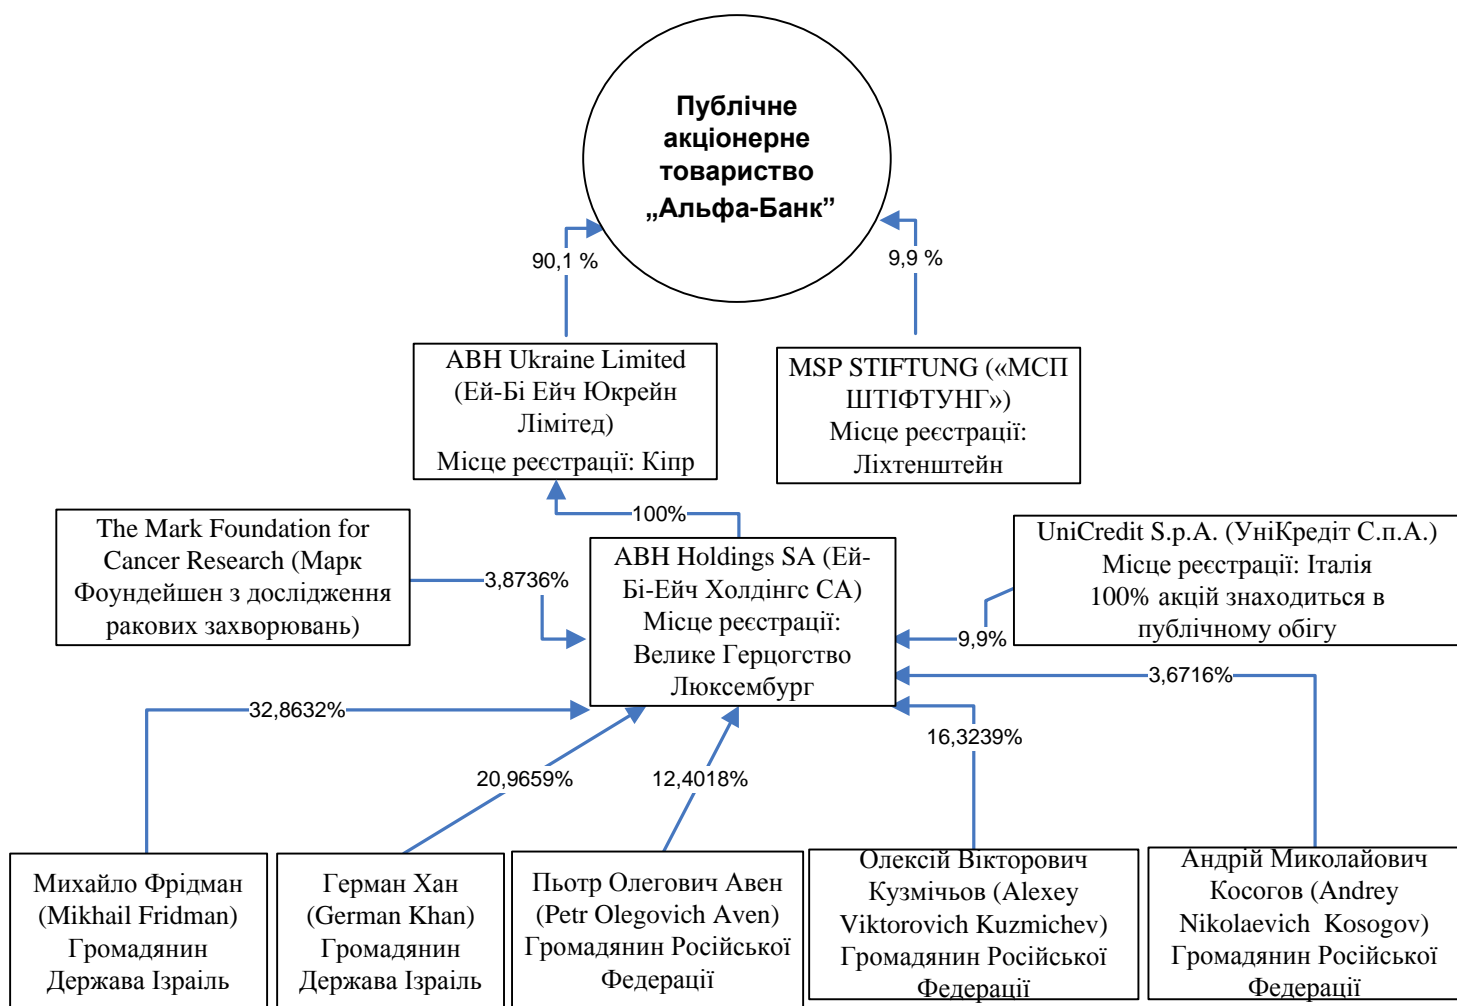 Публічне
акціонерне
товариство
„Альфа-Банк”
90,1 %
9,9 %
ABH Ukraine Limited
(Ей-Бі Ейч Юкрейн
Лімітед)
Місце реєстрації: Кіпр
MSP STIFTUNG («МСП
ШТІФТУНГ»)
Місце реєстрації:
Ліхтенштейн
100%
The Mark Foundation for
Cancer Research (Марк
Фоундейшен з дослідження
ракових захворювань)
3,8736%
ABH Holdings SA (Ей-
Бі-Ейч Холдінгс СА)
Місце реєстрації:
Велике Герцогство
Люксембург
UniCredit S.p.A. (УніКредіт С.п.А.)
Місце реєстрації: Італія
100% акцій знаходиться в
публічному обігу
9,9%
3,6716%
32,8632%
16,3239%
20,9659%
12,4018%
Михайло Фрідман
(Mikhail Fridman)
Громадянин
Держава Ізраіль
Герман Хан
(German Khan)
Громадянин
Держава Ізраіль
Пьотр Олегович Авен
(Petr Olegovich Aven)
Громадянин Російської
Федерації
Олексій Вікторович
Кузмічьов (Alexey
Viktorovich Kuzmichev)
Громадянин Російської
Федерації
Андрій Миколайович
Косогов (Andrey
Nikolaevich Kosogov)
Громадянин Російської
Федерації